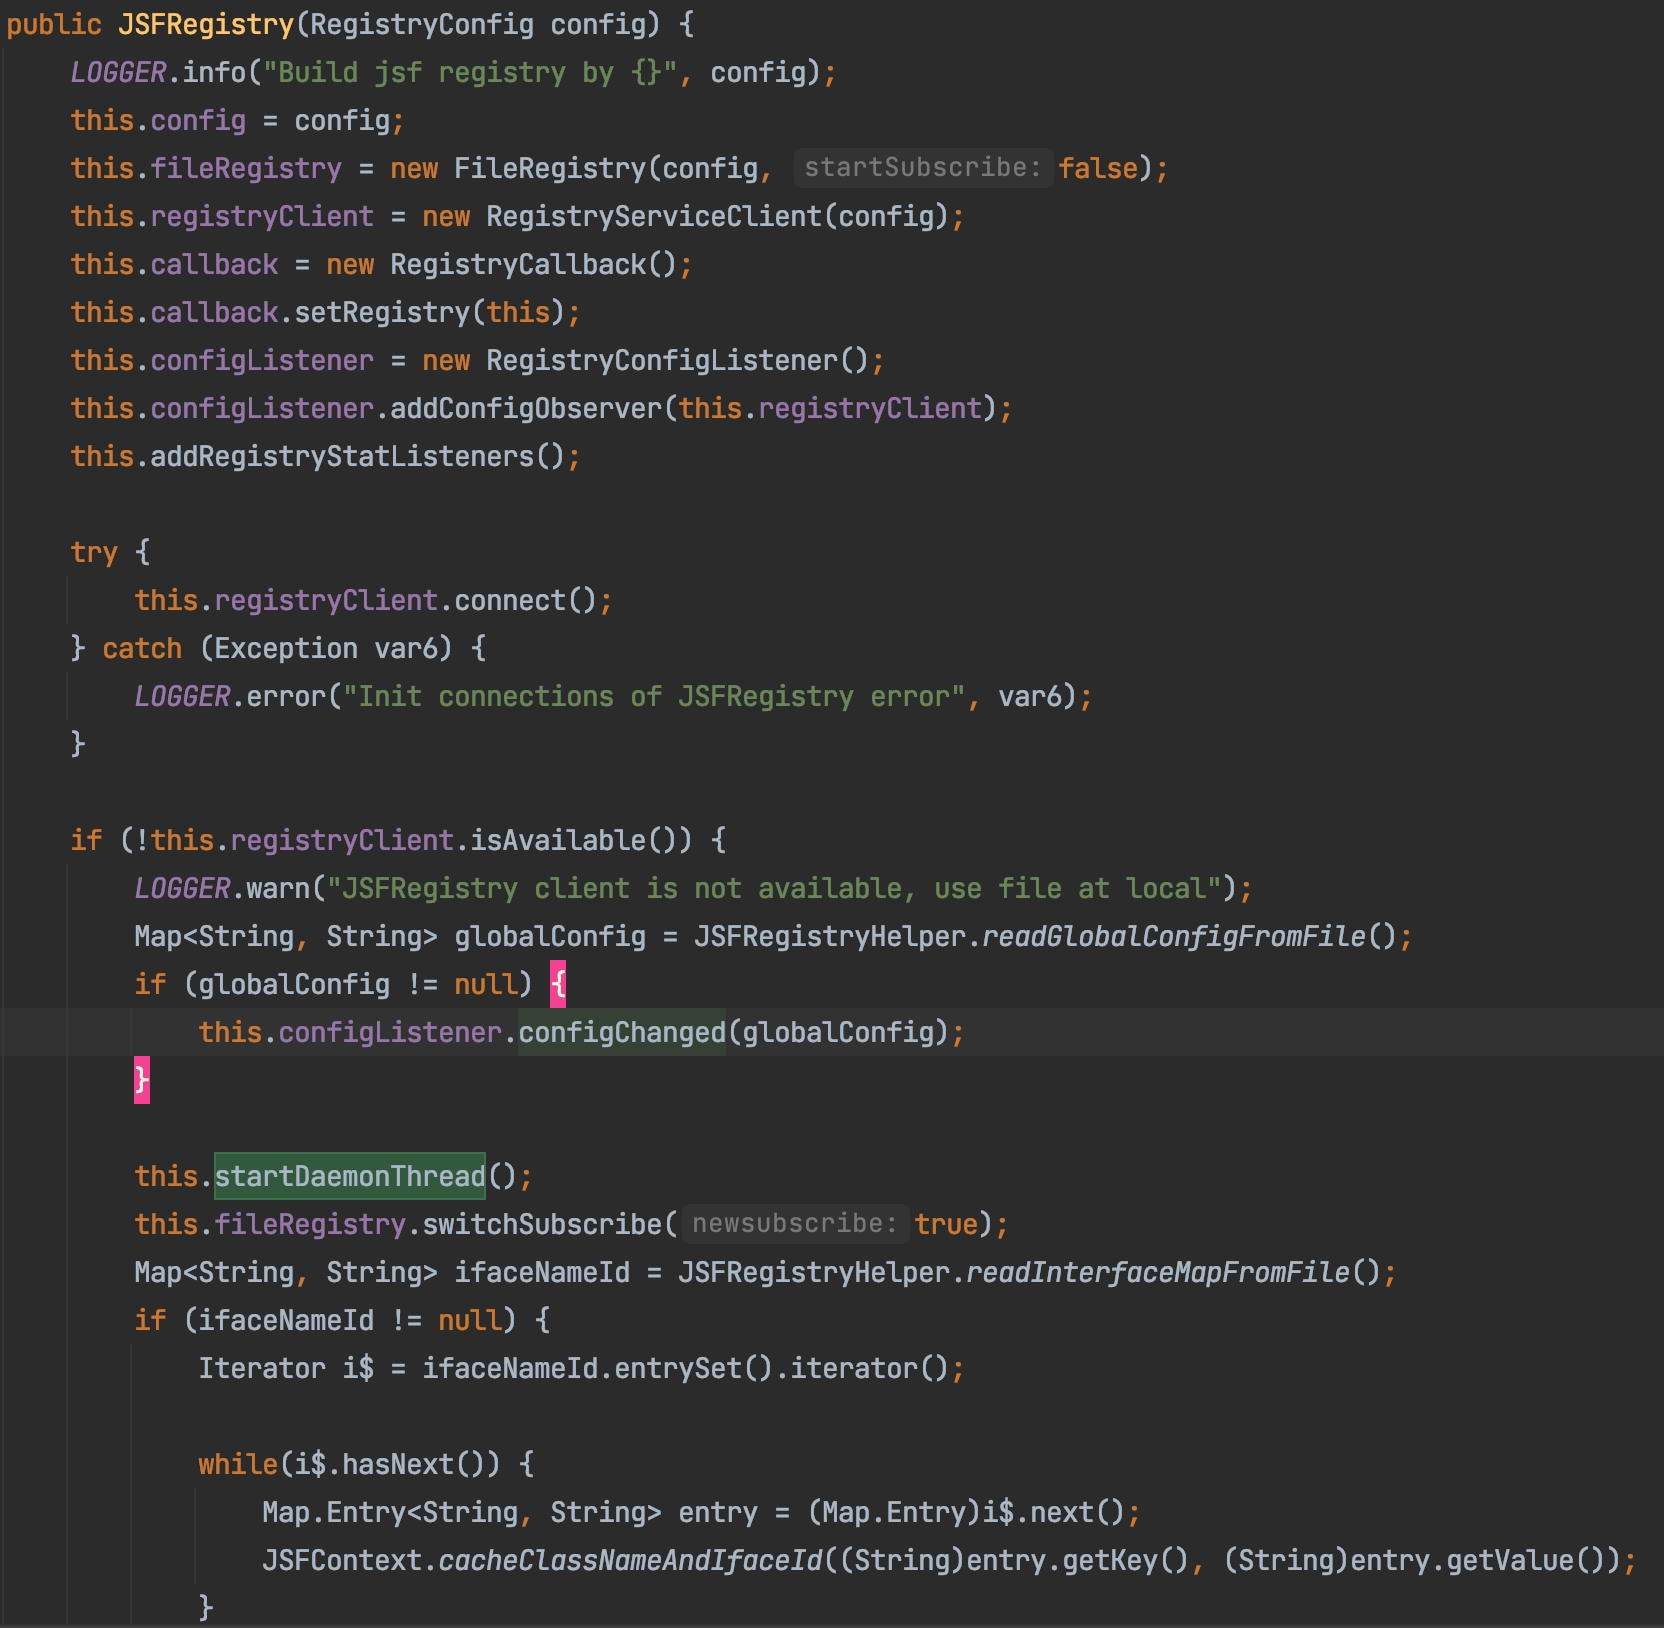 public JSFRegistry(RegistryConfig config) {
LOGGER.info("Build jsf registry by {}", config);
this.config = config;
this.fileRegistry = new FileRegistry(config, startSubscribe: false);
this.registryClient = new RegistryServiceClient(config);
this.callback = new RegistryCallback();
this.callback.setRegistry(this);
this.configListener = new RegistryConfigListener();
this.configListener.addConfigObserver(this.registryClient);
this.addRegistryStatListeners();
try {
this.registryClient.connect();
} catch (Exception var6) {
LOGGER.error("Init connections of JSFRegistry error", var6);
}
if (!this.registryClient.isAvailable()) {
LOGGER.warn("JSFRegistry client is not available, use file at local");
Map<String, String> globalConfig = JSFRegistryHelper.readGlobalConfigFromFile();
if (globalConfig != null) {
this.configListener.configChanged(globalConfig);
}
this.startDaemonThread();
this.fileRegistry.switchSubscribe( newsubscribe: true);
Map<String, String> ifaceNameId = JSFRegistryHelper.readInterfaceMapFromFile();
if (ifaceNameId != null) {
Iterator i$ = ifaceNameId.entrySet().iterator();
while(i$.hasNext()) {
Map.Entry<String, String> entry = (Map.Entry)i$.next();
JSFContext.cacheClassNameAndIfaceId((String)entry.getKey(), (String)entry.getValue());
}